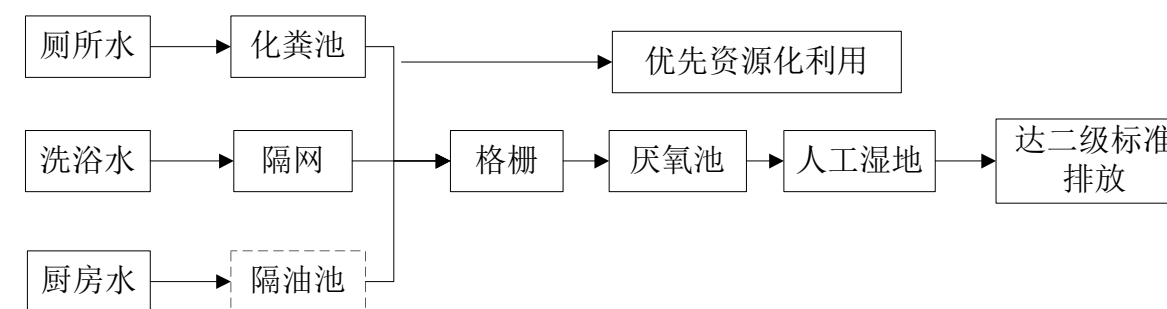 厕所水
化粪池
优先资源化利用
洗浴水
隔网
格栅
厌氧池
人工湿地
达二级标准
排放
厨房水
隔油池